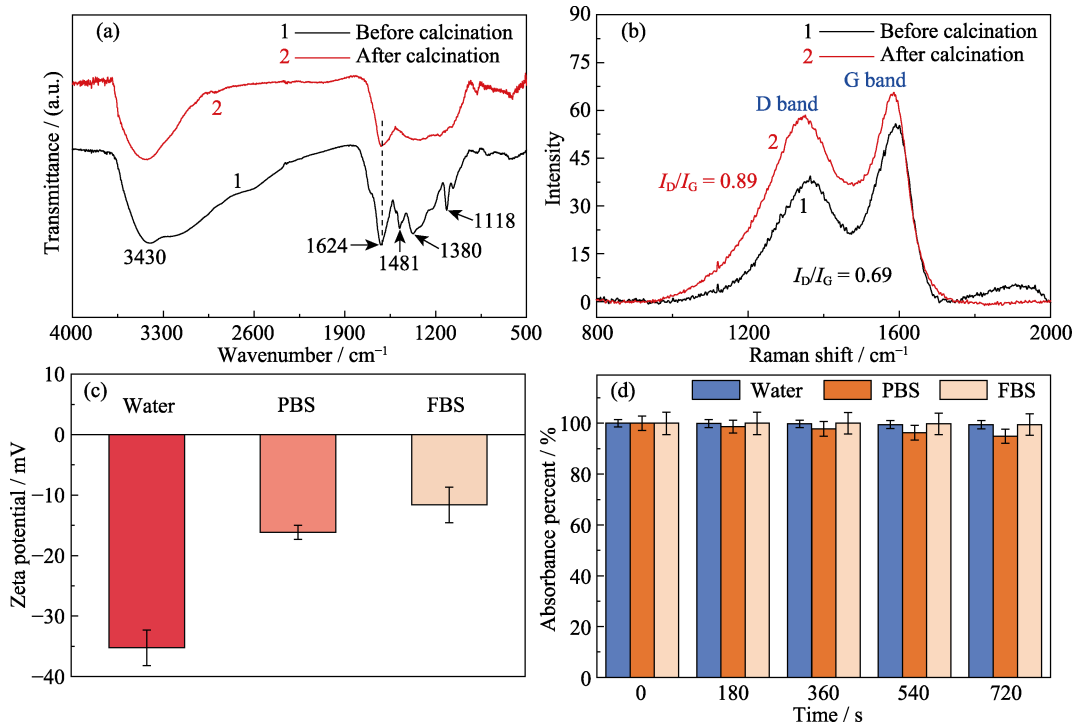 (a)
1 Before calcination
2 After calcination
2
1
3430
1624
1481
1380
1118
Transmittance / (a.u.)
4000 3300 2600 1900 1200 500
Wavenumber / cm⁻¹
(b)
1 Before calcination
2 After calcination
G band
D band
2
I_D/I_G = 0.89
1
I_D/I_G = 0.69
Intensity
90
75
60
45
30
15
0
800 1200 1600 2000
Raman shift / cm⁻¹
(c)
Water PBS FBS
Zeta potential / mV
10
0
−10
−20
−30
−40
(d)
Water PBS FBS
Absorbance percent / %
120
100
80
60
40
20
0
0 180 360 540 720
Time / s